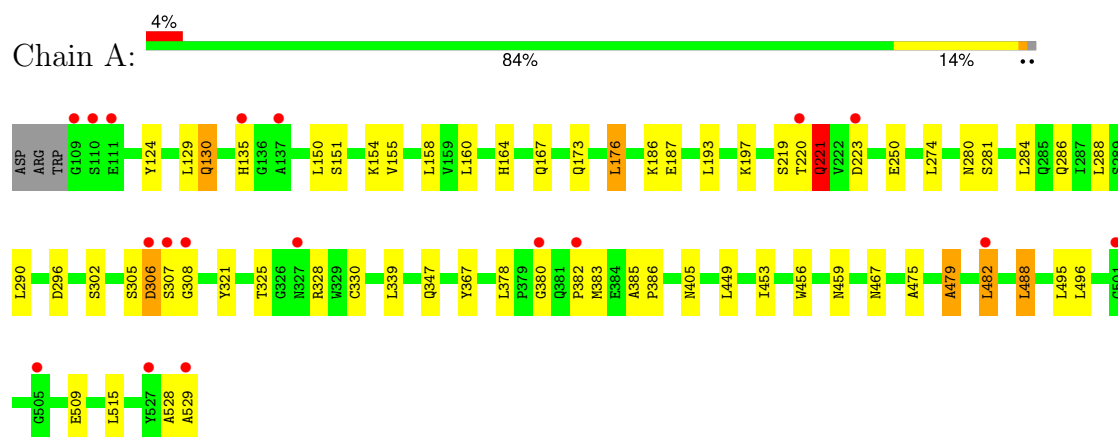 4%
Chain A:
84% 14% ••
ASP ARG TRP G109 S110 E111 Y124 L129 Q130 H135 G136 A137 L150 S151 K154 V155 L158 V159 L160 H164 Q167 Q173 L176 K186 E187 L193 K197 S219 T220 Q221 V222 D223 E250 L274 N280 S281 L284 Q285 Q286 I287 L288 S289
L290 D296 S302 S305 D306 S307 G308 Y321 T325 G326 N327 R328 W329 C330 L339 Q347 Y367 L378 P379 G380 Q381 P382 M383 E384 A385 P386 N405 L449 I453 W456 N459 N467 A475 A479 L482 L488 L495 L496
G505 E509 L515 Y527 A528 A529